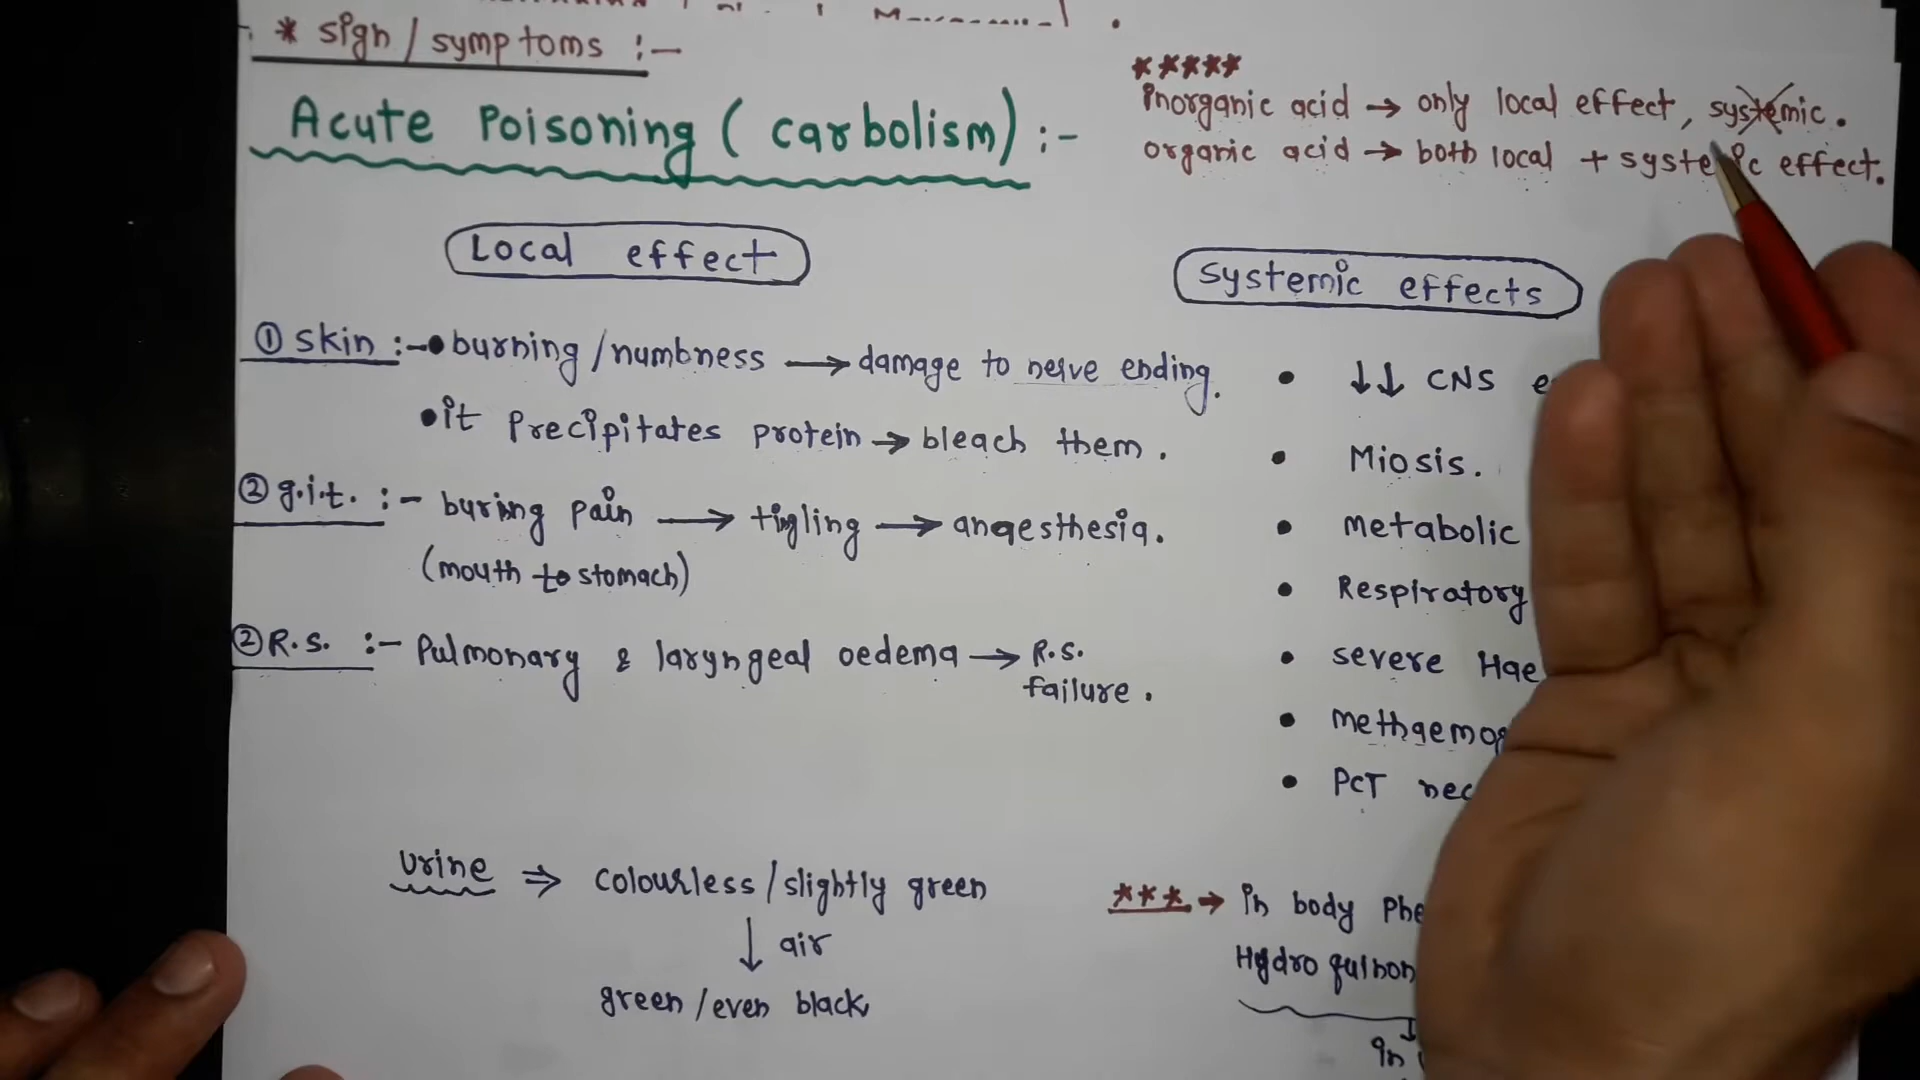 * sign / symptoms :-
Acute Poisoning ( carbolism) :-
*****
Inorganic acid → only local effect, systemic.
organic acid → both local + systemic effect.
Local effect
① skin :- • burning / numbness → damage to nerve ending.
• it Precipitates protein → bleach them.
② g.i.t. :- buring pain → tigling → anaesthesia.
(mouth to stomach)
② R.s. :- Pulmonary & laryngeal oedema → R.s.
failure.
urine ⇒ colourless / slightly green
↓ air
green / even black
systemic effects
• ↓↓ CNS
• Miosis.
• metabolic
• Respiratory
• severe Hae
• methaemog
• PCT nec
*** → In body Phe
Hydro quinon
In